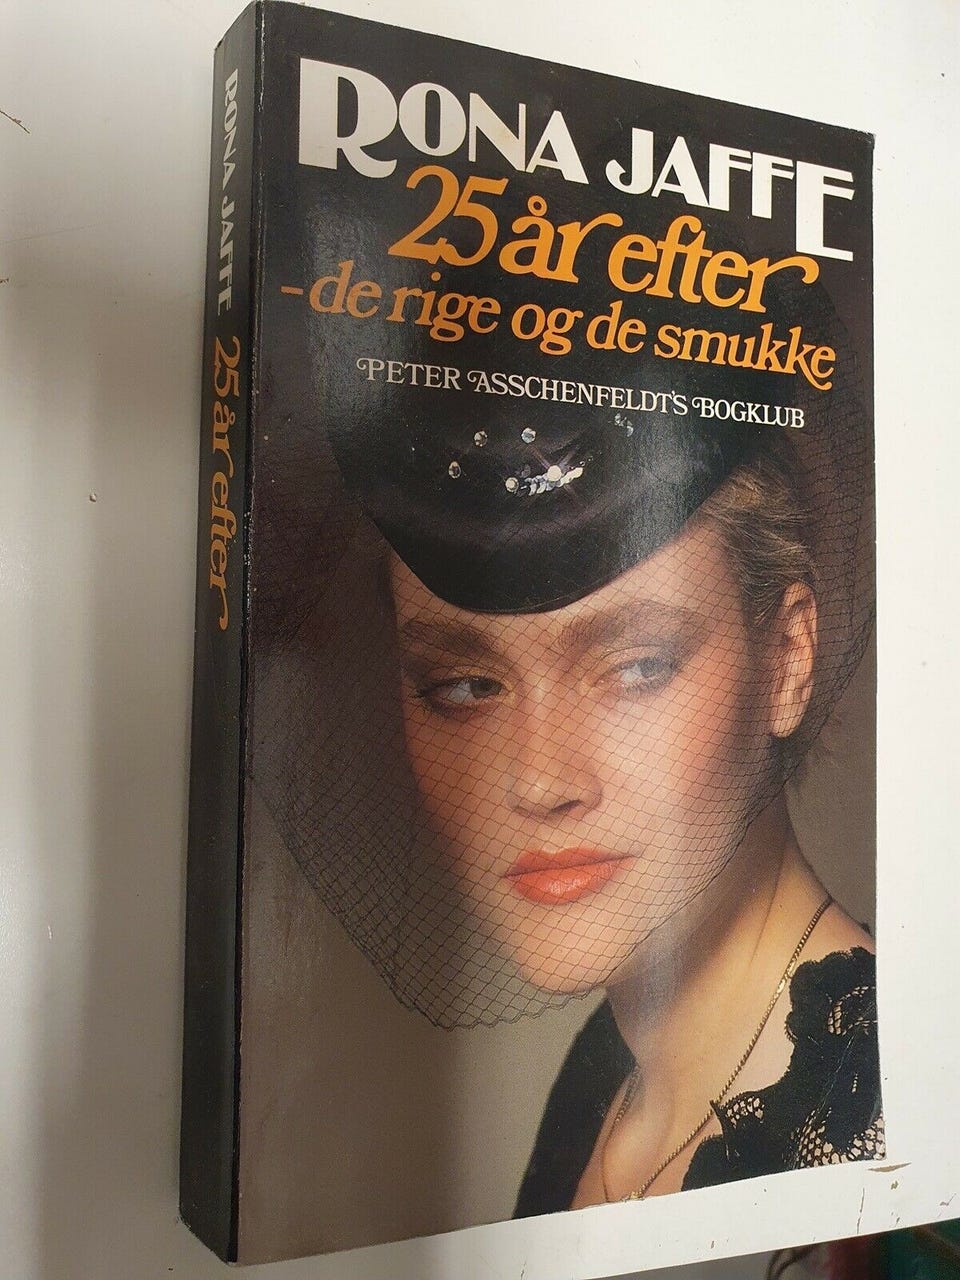 RONA JAFFE
25 år efter
- de rige og de smukke
PETER ASSCHENFELDT'S BOGKLUB
RONA JAFFE 25 år efter